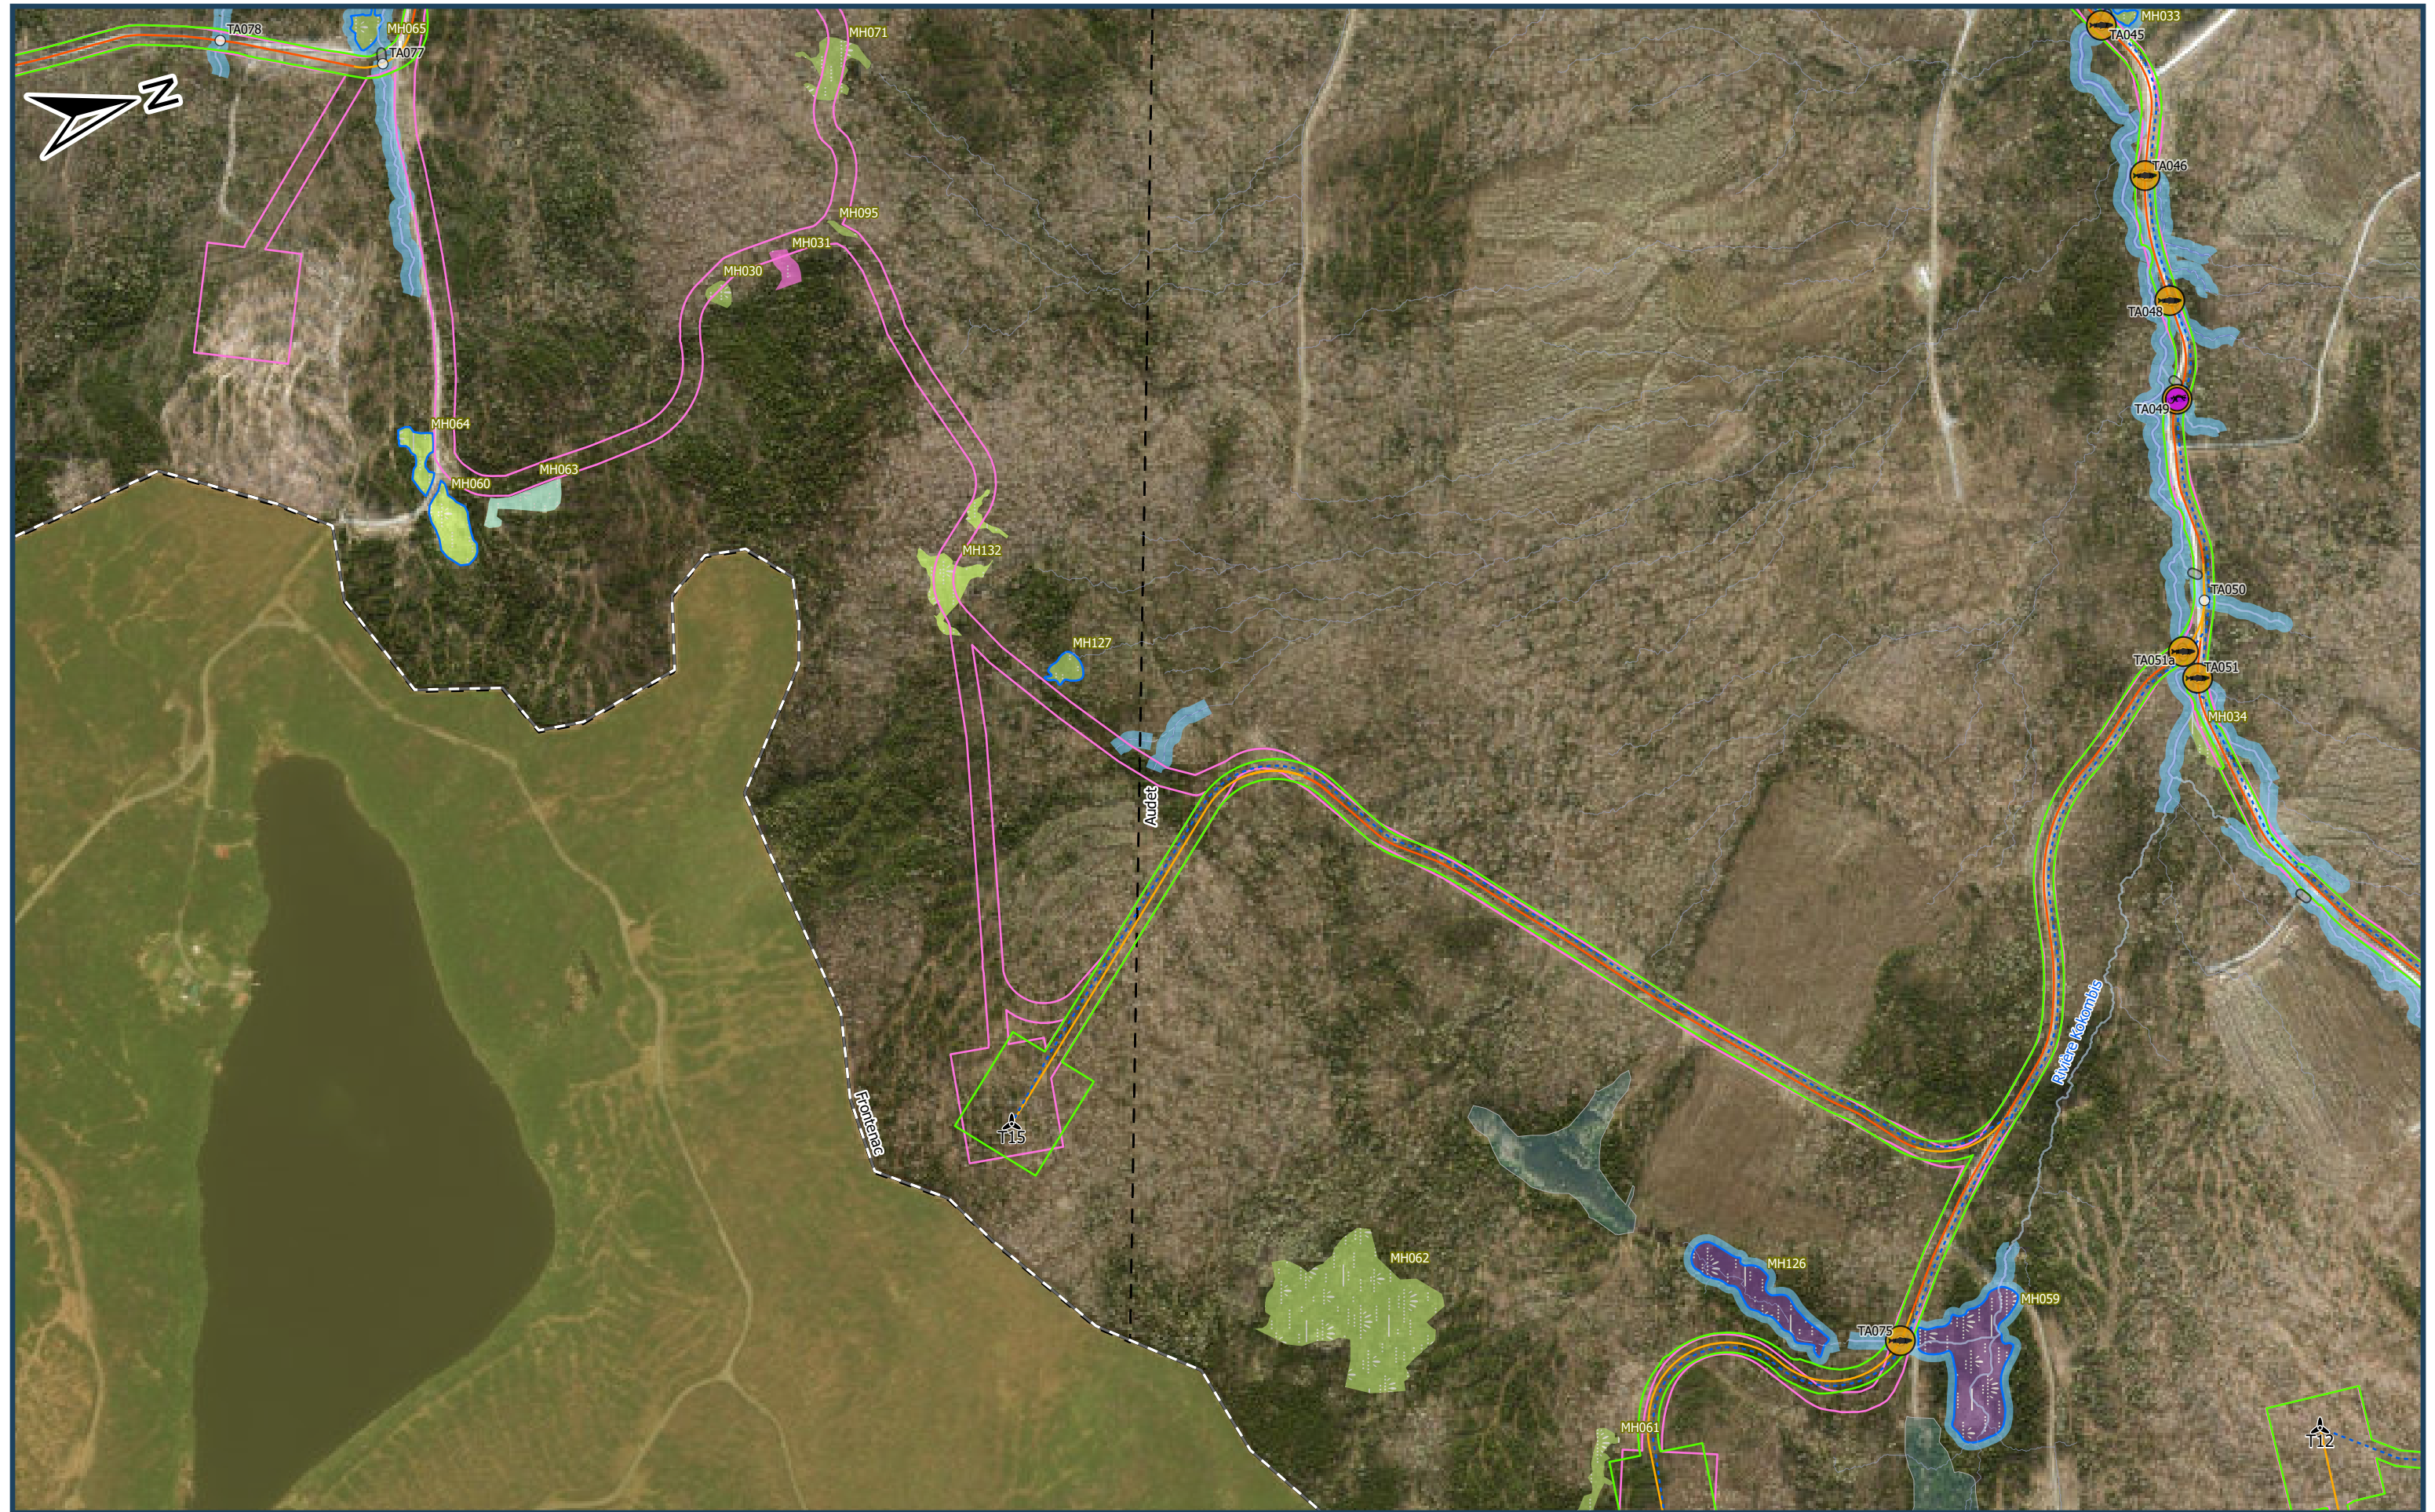 TA078
MH065
TA077
N
MH071
MH033
TA045
TA046
MH095
MH031
MH030
TA048
TA049
MH064
MH063
MH060
MH132
MH127
TA050
TA051a
TA051
MH034
Audet
Rivière Kokombis
Frontenac
T15
MH062
MH126
MH059
TA075
MH061
T12